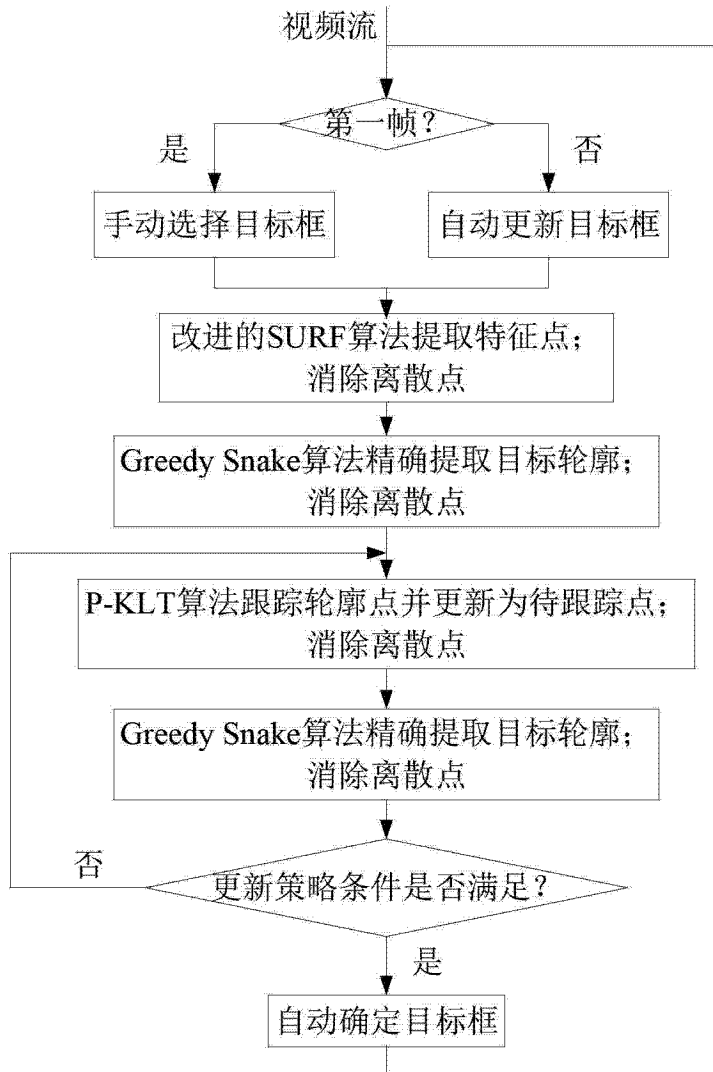 视频流
第一帧？
是
否
手动选择目标框
自动更新目标框
改进的SURF算法提取特征点；
消除离散点
Greedy Snake算法精确提取目标轮廓；
消除离散点
P-KLT算法跟踪轮廓点并更新为待跟踪点；
消除离散点
Greedy Snake算法精确提取目标轮廓；
消除离散点
否
更新策略条件是否满足？
是
自动确定目标框